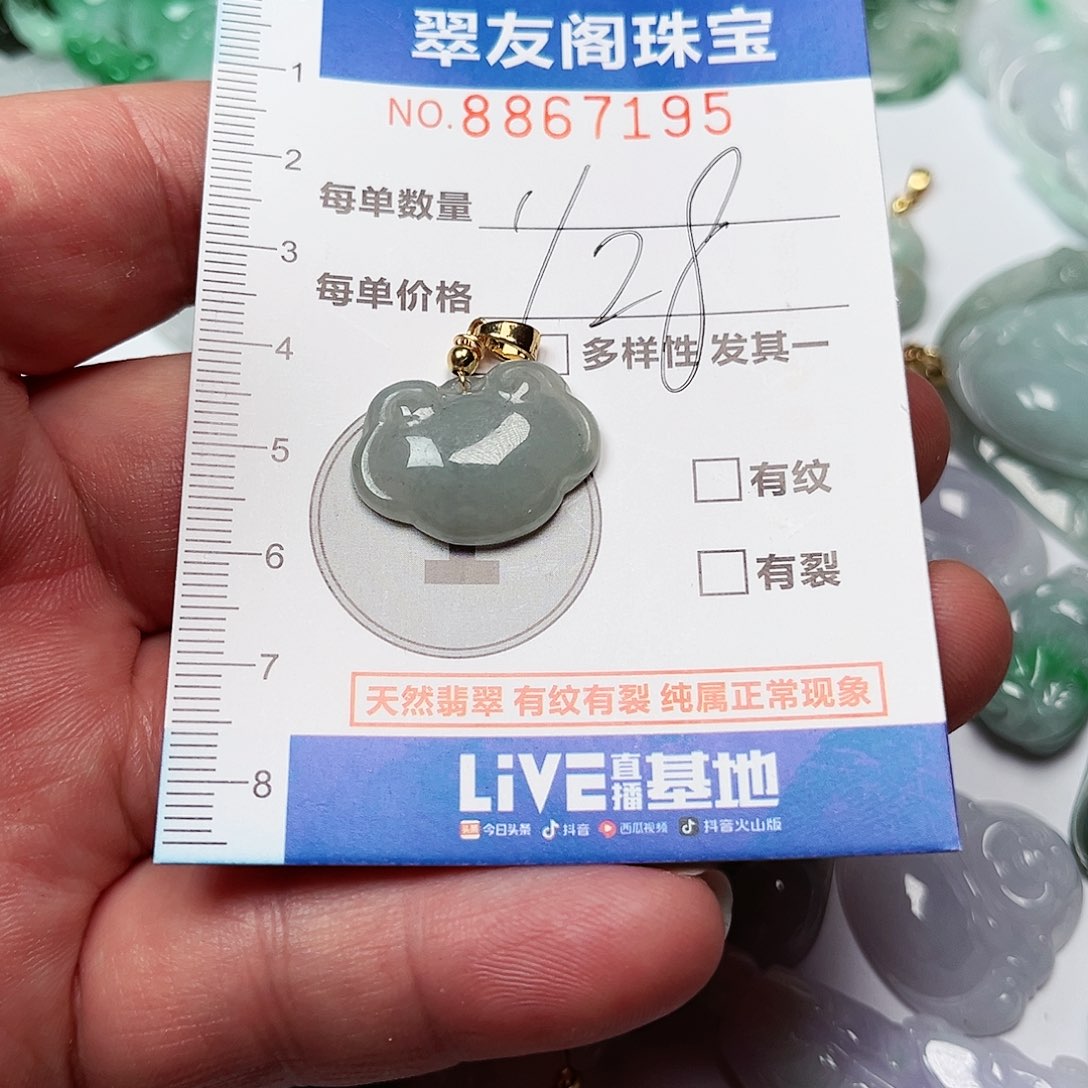 翠友阁珠宝
NO.8867195
每单数量
每单价格
128
多样性 发其一
有纹
有裂
天然翡翠 有纹有裂 纯属正常现象
LiVE直播基地
头条 今日头条 抖音 西瓜视频 抖音火山版
1
2
3
4
5
6
7
8